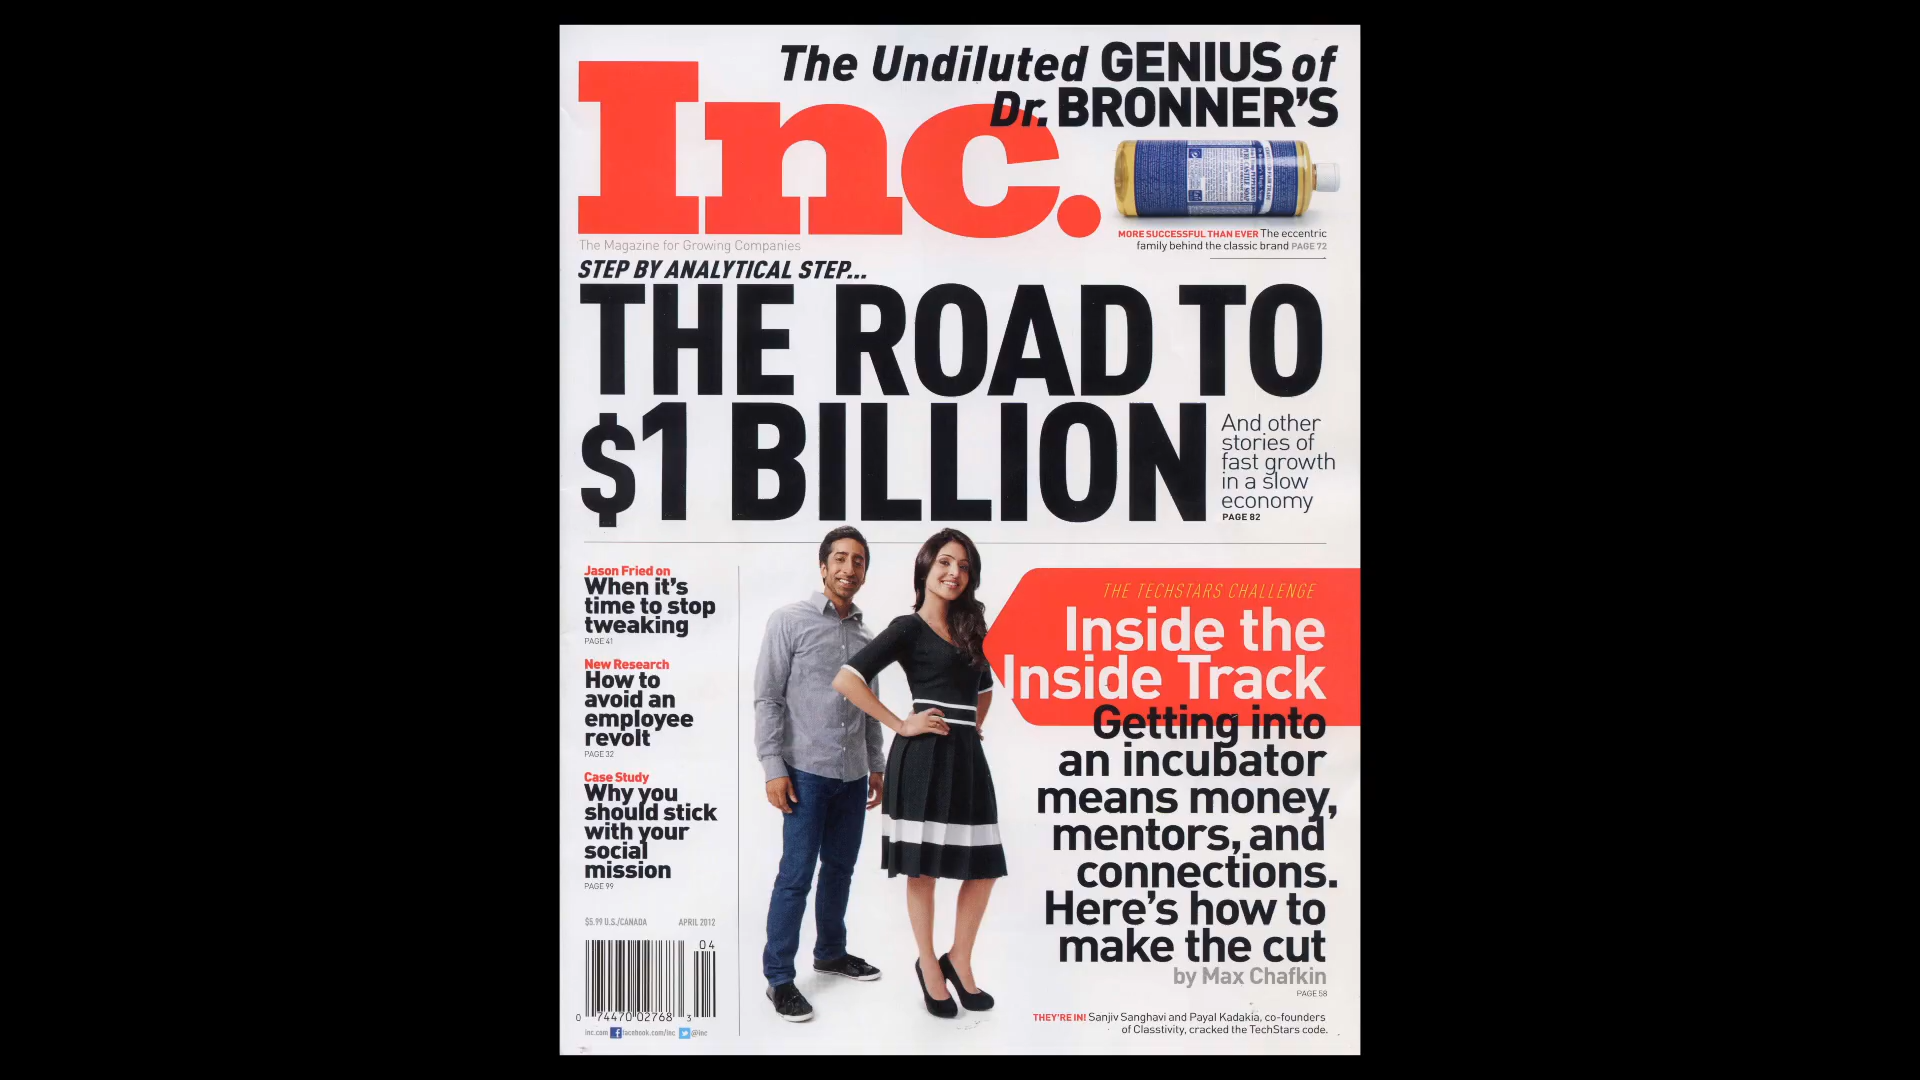 The Undiluted GENIUS of
Dr. BRONNER'S
Inc.
The Magazine for Growing Companies
MORE SUCCESSFUL THAN EVER The eccentric
family behind the classic brand PAGE 72
STEP BY ANALYTICAL STEP...
THE ROAD TO
$1 BILLION
And other
stories of
fast growth
in a slow
economy
PAGE 82
Jason Fried on
When it's
time to stop
tweaking
PAGE 41
New Research
How to
avoid an
employee
revolt
PAGE 32
Case Study
Why you
should stick
with your
social
mission
PAGE 99
$5.99 U.S./CANADA APRIL 2012
04
0 74470 02768 3
inc.com facebook.com/inc @inc
THE TECHSTARS CHALLENGE
Inside the
Inside Track
Getting into
an incubator
means money,
mentors, and
connections.
Here's how to
make the cut
by Max Chafkin
PAGE 58
THEY'RE IN! Sanjiv Sanghavi and Payal Kadakia, co-founders
of Classtivity, cracked the TechStars code.